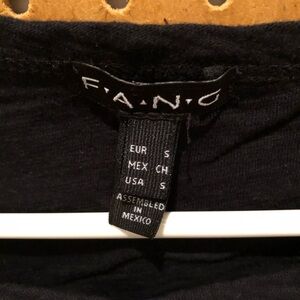 F·A·N·G
EUR S
MEX CH
USA S
ASSEMBLED
IN
MEXICO